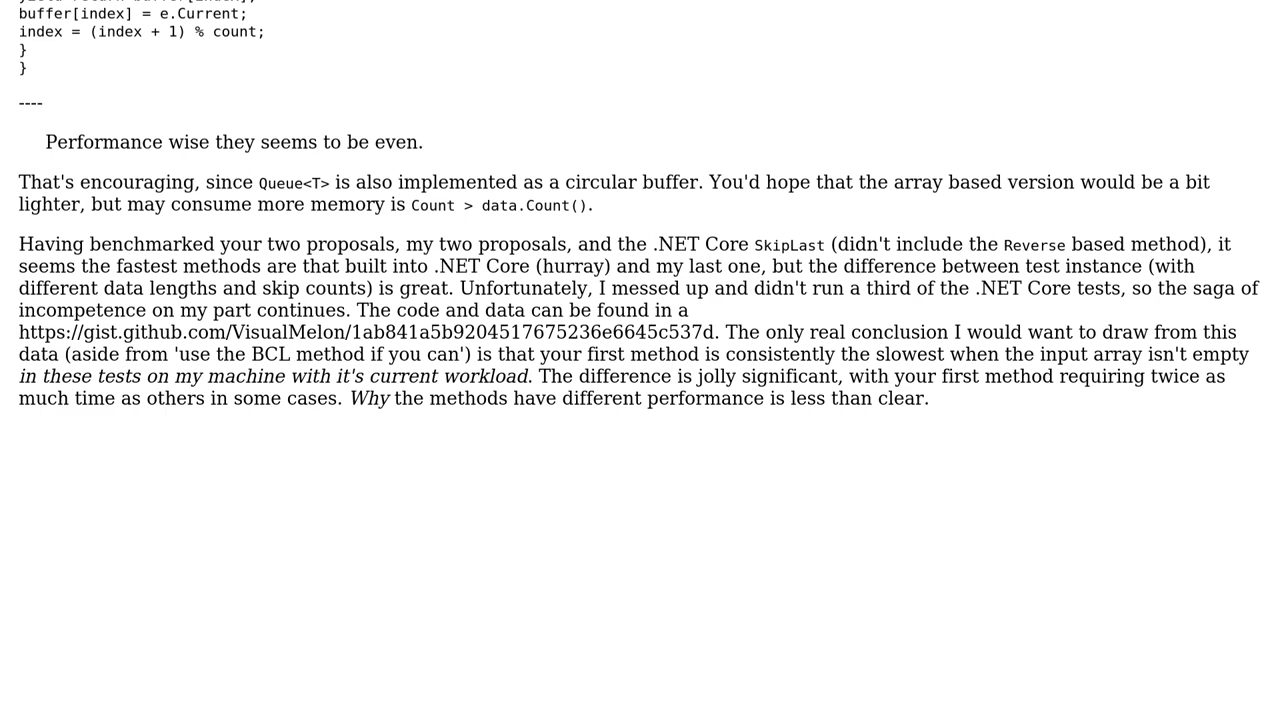 buffer[index] = e.Current;
index = (index + 1) % count;
}
}
----
Performance wise they seems to be even.
That's encouraging, since Queue<T> is also implemented as a circular buffer. You'd hope that the array based version would be a bit
lighter, but may consume more memory is Count > data.Count().
Having benchmarked your two proposals, my two proposals, and the .NET Core SkipLast (didn't include the Reverse based method), it
seems the fastest methods are that built into .NET Core (hurray) and my last one, but the difference between test instance (with
different data lengths and skip counts) is great. Unfortunately, I messed up and didn't run a third of the .NET Core tests, so the saga of
incompetence on my part continues. The code and data can be found in a
https://gist.github.com/VisualMelon/1ab841a5b9204517675236e6645c537d. The only real conclusion I would want to draw from this
data (aside from 'use the BCL method if you can') is that your first method is consistently the slowest when the input array isn't empty
in these tests on my machine with it's current workload. The difference is jolly significant, with your first method requiring twice as
much time as others in some cases. Why the methods have different performance is less than clear.